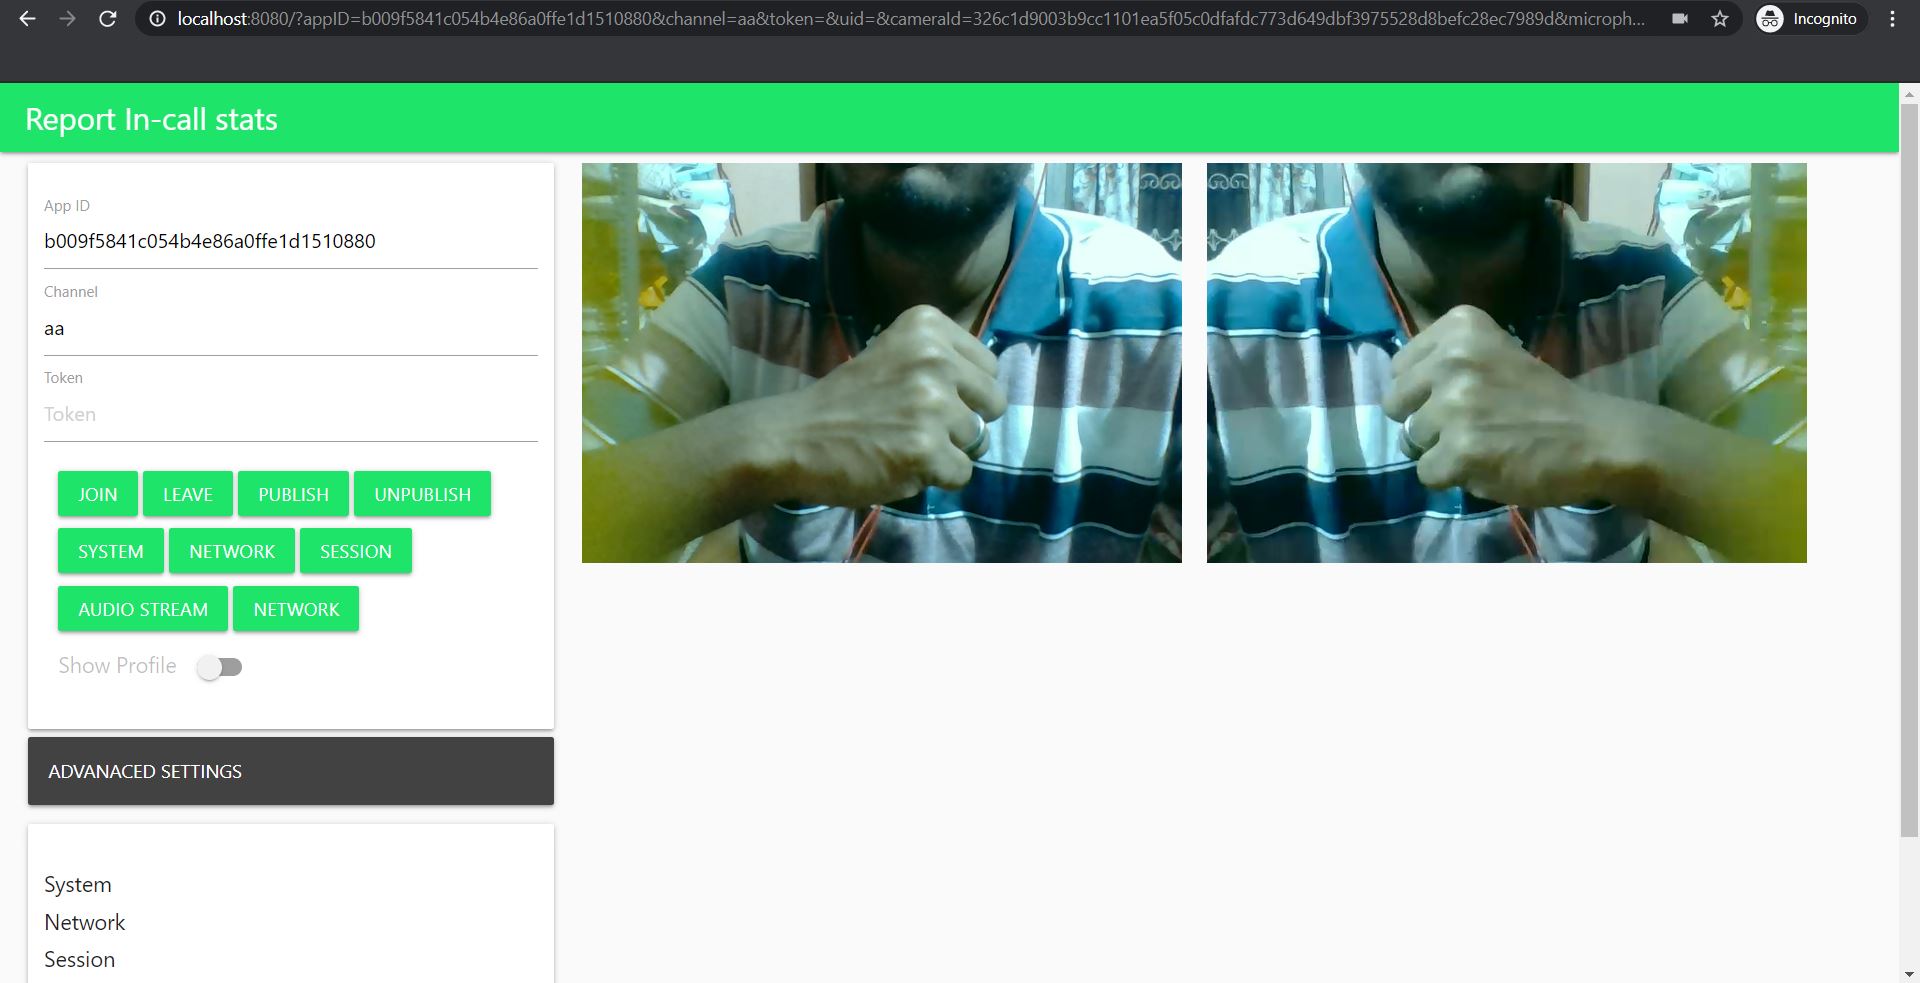 localhost:8080/?appID=b009f5841c054b4e86a0ffe1d1510880&channel=aa&token=&uid=&cameraId=326c1d9003b9cc1101ea5f05c0dfafdc773d649dbf3975528d8befc28ec7989d&microph... Incognito
Report In-call stats
App ID
b009f5841c054b4e86a0ffe1d1510880
Channel
aa
Token
Token
JOIN LEAVE PUBLISH UNPUBLISH
SYSTEM NETWORK SESSION
AUDIO STREAM NETWORK
Show Profile
ADVANACED SETTINGS
System
Network
Session